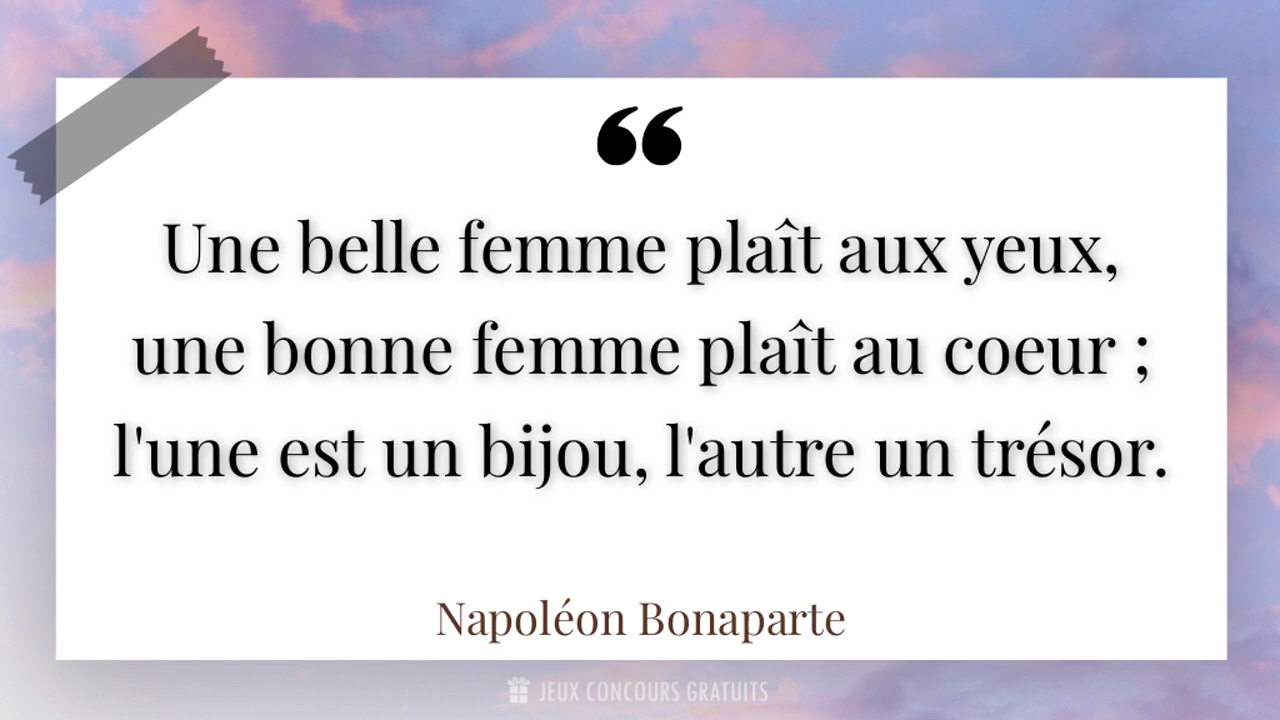 “
Une belle femme plaît aux yeux,
une bonne femme plaît au coeur ;
l'une est un bijou, l'autre un trésor.
Napoléon Bonaparte
JEUX CONCOURS GRATUITS